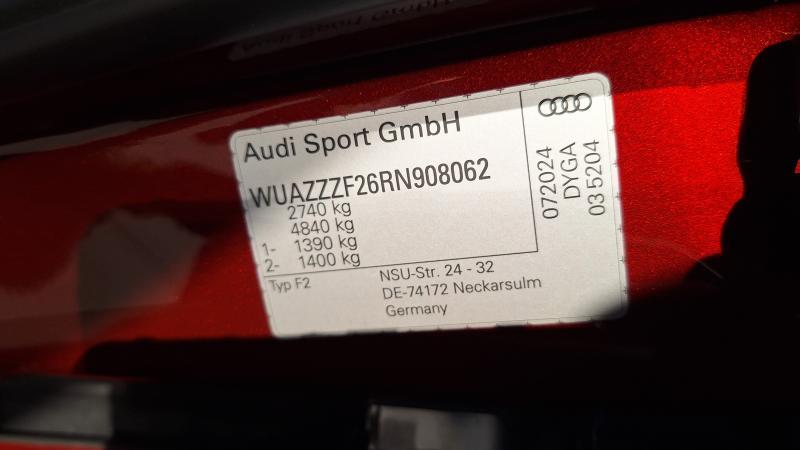 Audi Sport GmbH
WUAZZZF26RN908062
2740 kg
4840 kg
1- 1390 kg
2- 1400 kg
Typ F2
NSU-Str. 24 - 32
DE-74172 Neckarsulm
Germany
072024
DYGA
03 5204